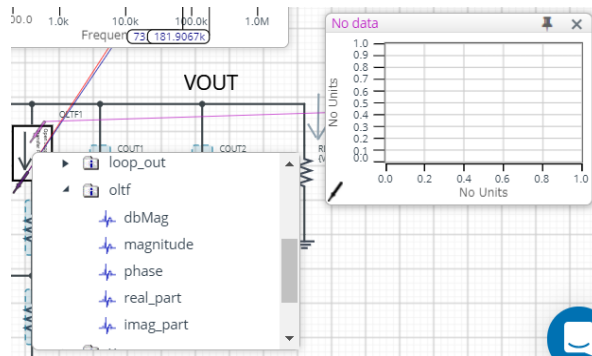 00.0 1.0k 10.0k 100.0k 1.0M
Frequen 73 181.9067k
No data
1.0
0.9
0.8
0.7
0.6
0.5
0.4
0.3
0.2
0.1
0.0
No Units
0.0 0.2 0.4 0.6 0.8 1.0
No Units
VOUT
OLTF1
COUT1
COUT2
loop_out
oltf
dbMag
magnitude
phase
real_part
imag_part